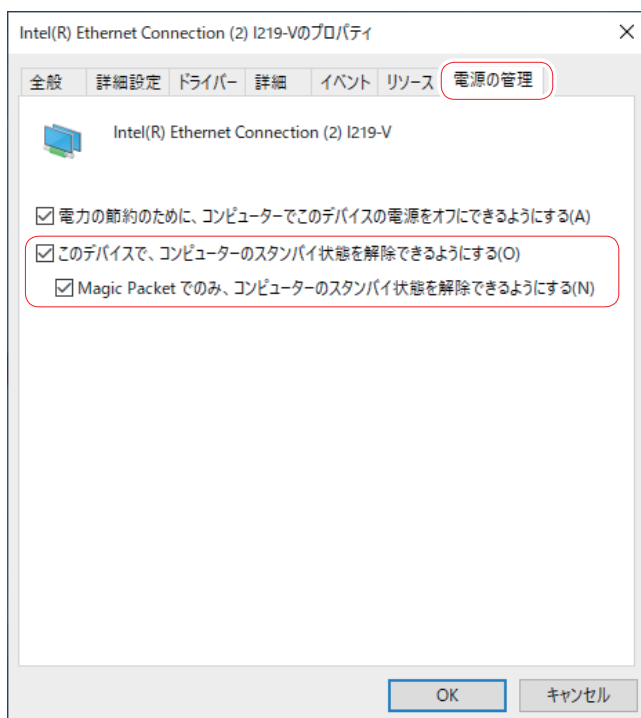 Intel(R) Ethernet Connection (2) I219-Vのプロパティ
全般 詳細設定 ドライバー 詳細 イベント リソース 電源の管理
Intel(R) Ethernet Connection (2) I219-V
電力の節約のために、コンピューターでこのデバイスの電源をオフにできるようにする(A)
このデバイスで、コンピューターのスタンバイ状態を解除できるようにする(O)
Magic Packet でのみ、コンピューターのスタンバイ状態を解除できるようにする(N)
OK キャンセル